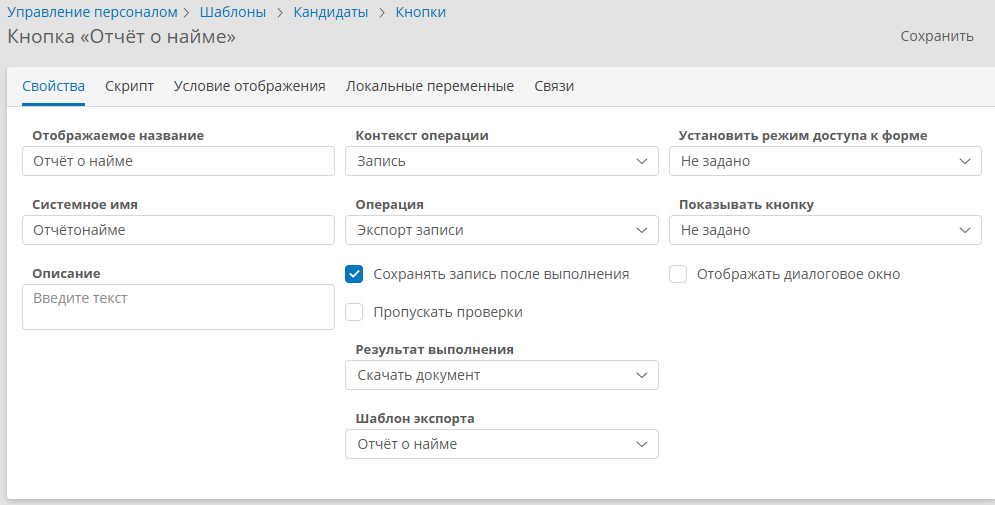 Управление персоналом > Шаблоны > Кандидаты > Кнопки
Кнопка «Отчёт о найме»
Сохранить
Свойства Скрипт Условие отображения Локальные переменные Связи
Отображаемое название
Отчёт о найме
Системное имя
Отчётонайме
Описание
Введите текст
Контекст операции
Запись
Операция
Экспорт записи
Сохранять запись после выполнения
Пропускать проверки
Результат выполнения
Скачать документ
Шаблон экспорта
Отчёт о найме
Установить режим доступа к форме
Не задано
Показывать кнопку
Не задано
Отображать диалоговое окно